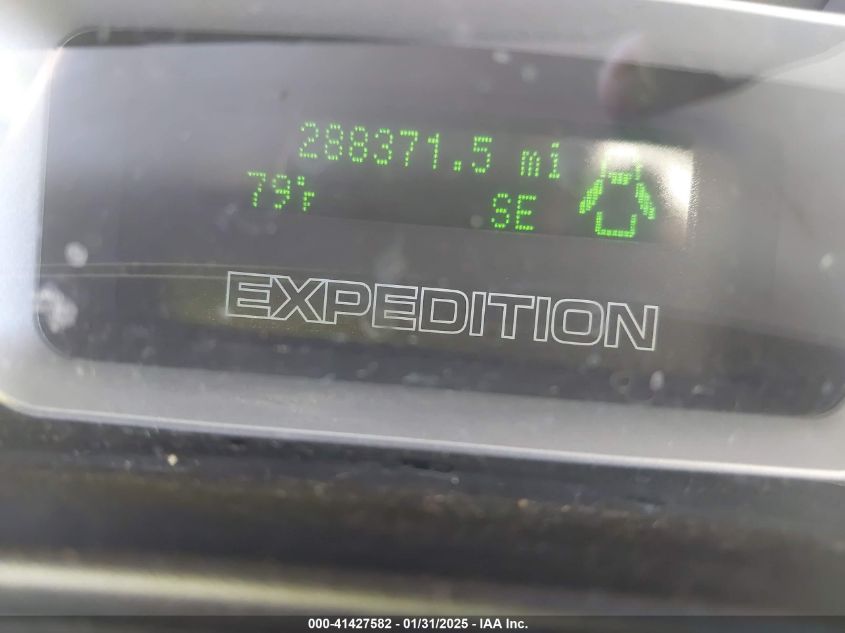 288371.5 mi
79°F SE
EXPEDITION
000-41427582 / 01/31/2025 - IAA Inc.